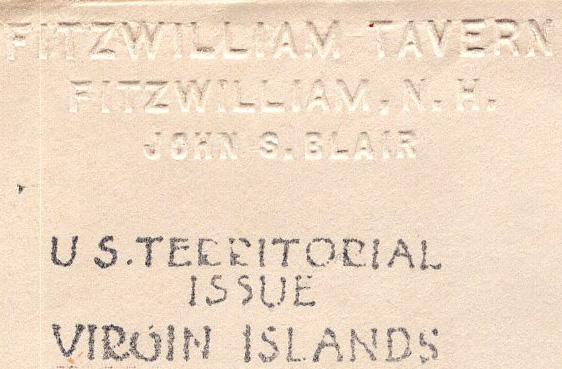 FITZWILLIAM TAVERN
FITZWILLIAM, N. H.
JOHN S. BLAIR
U S. TERRITORIAL
ISSUE
VIRGIN ISLANDS